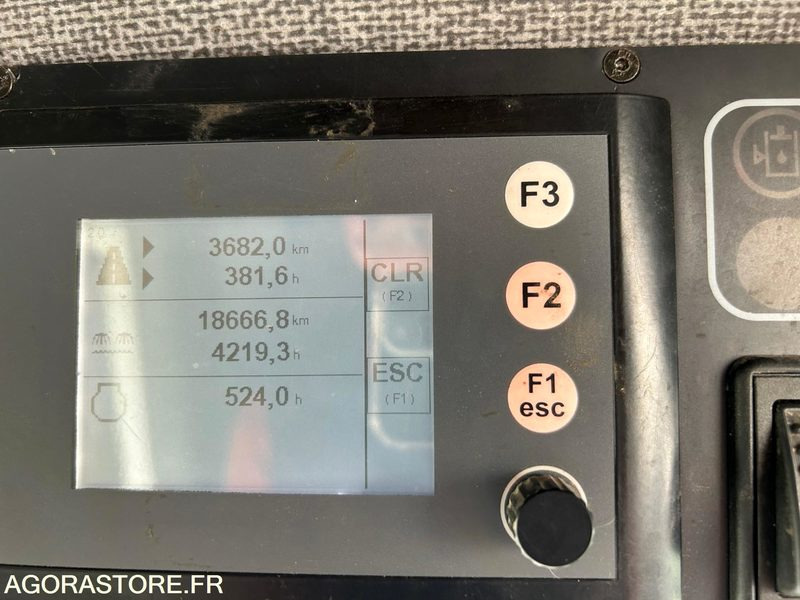 3682,0 km
381,6 h
18666,8 km
4219,3 h
524,0 h
CLR
(F2)
ESC
(F1)
F3
F2
F1
esc
AGORASTORE.FR